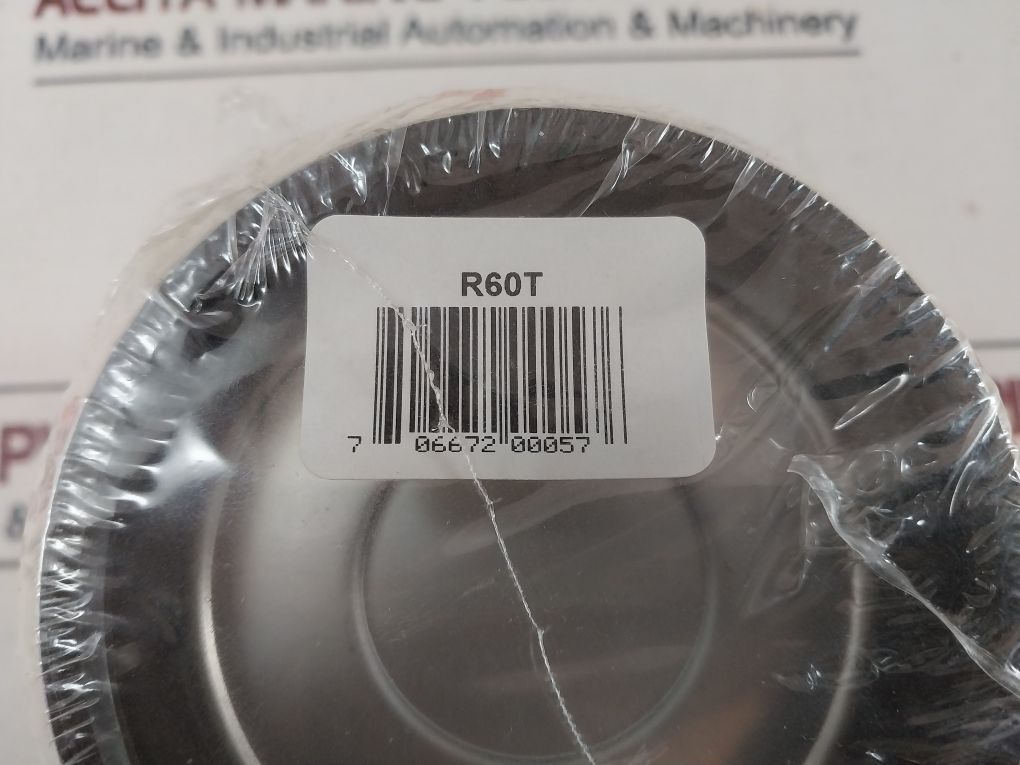 Marine & Industrial Automation & Machinery
R60T
7 06672 00057
&